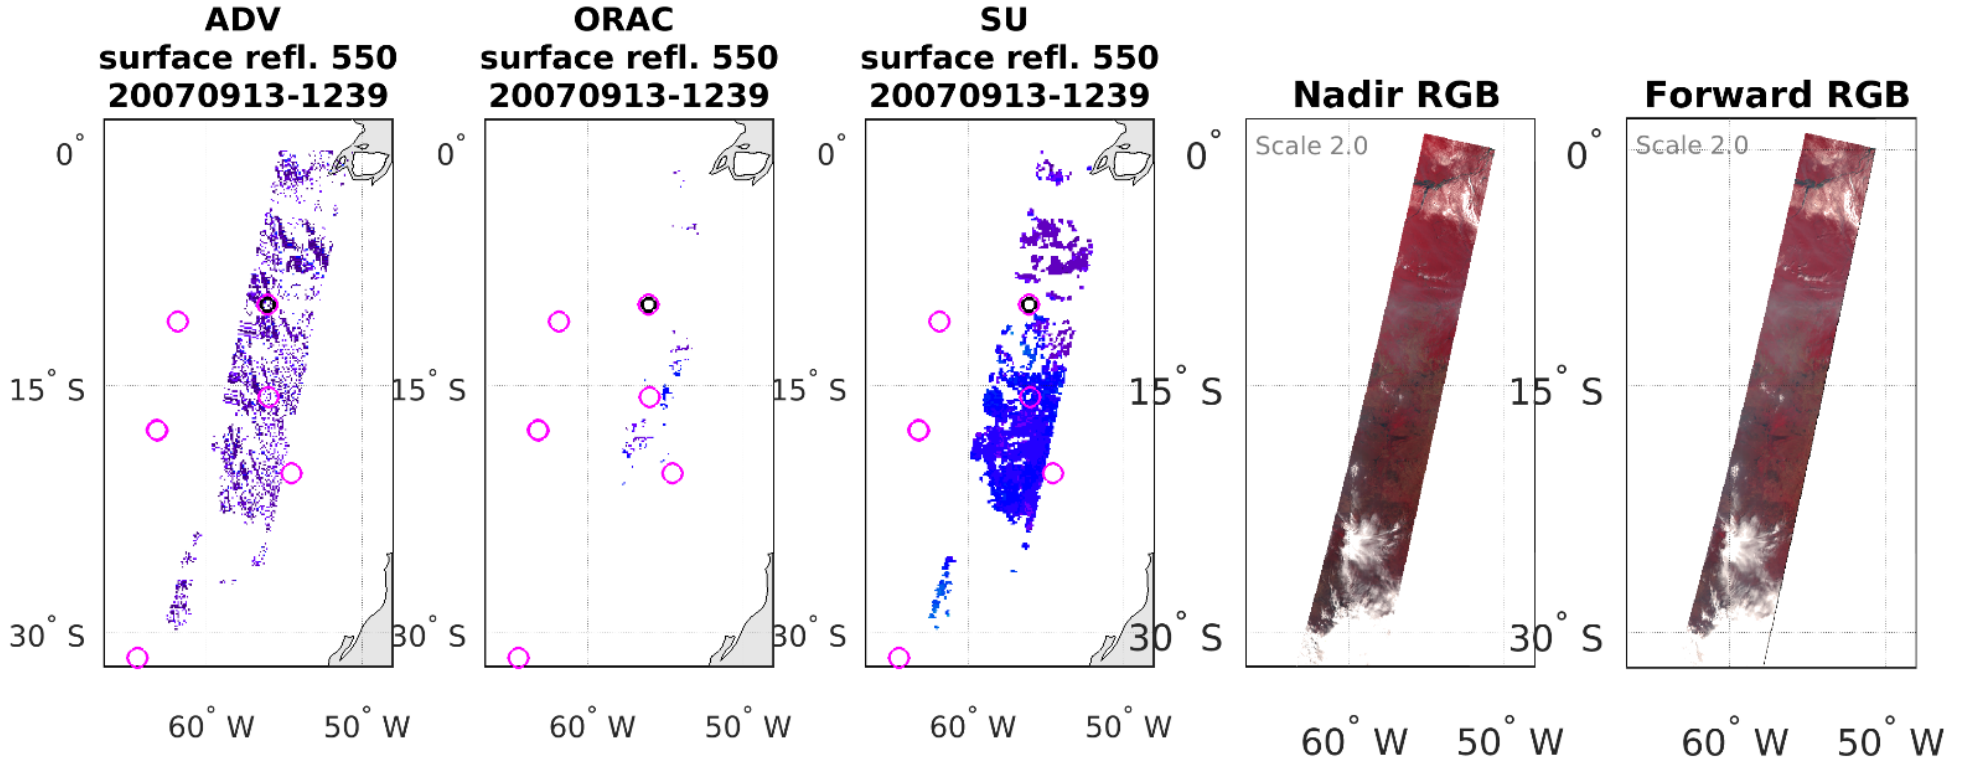 ADV
surface refl. 550
20070913-1239
0°
15° S
30° S
60° W
50° W
ORAC
surface refl. 550
20070913-1239
0°
15° S
30° S
60° W
50° W
SU
surface refl. 550
20070913-1239
0°
15° S
30° S
60° W
50° W
Nadir RGB
Scale 2.0
0°
15° S
30° S
60° W
50° W
Forward RGB
Scale 2.0
0°
15° S
30° S
60° W
50° W